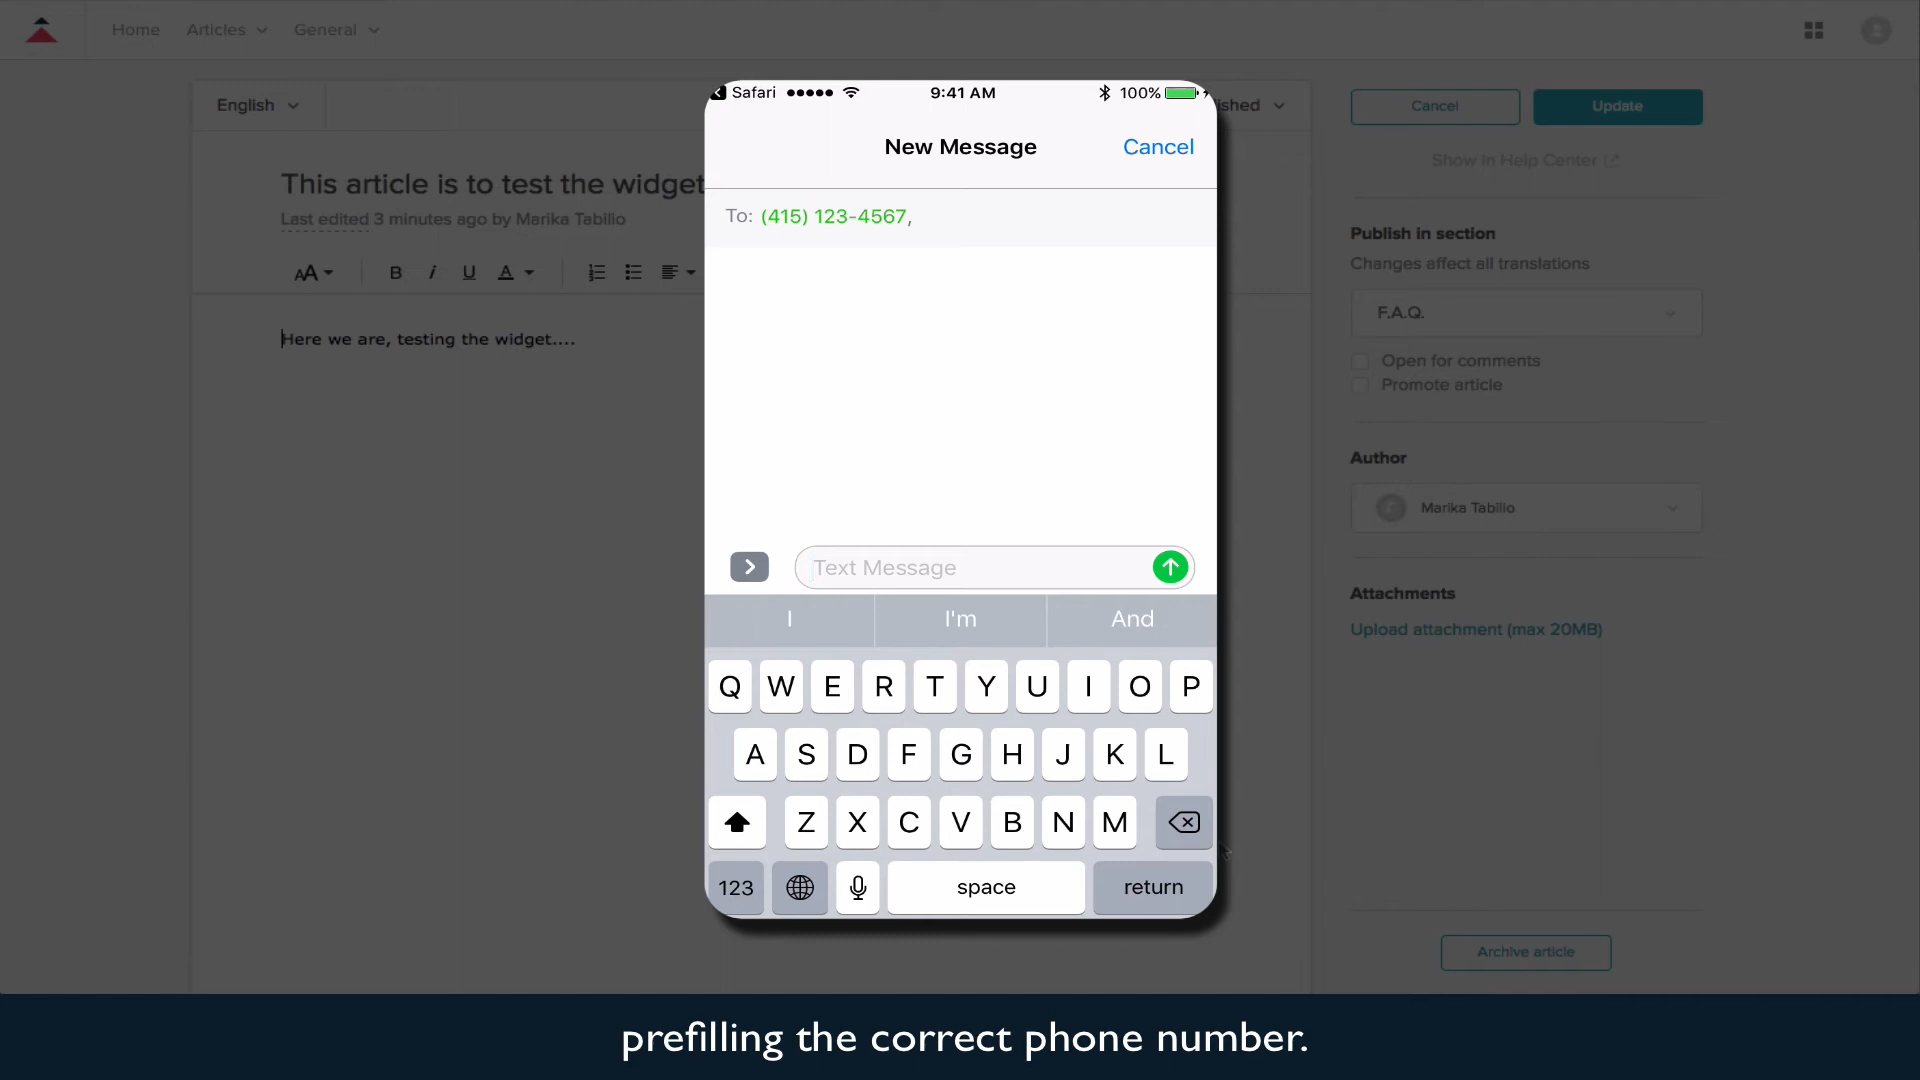 Home Articles General
English
ished
Cancel
Update
Show in Help Center
This article is to test the widget
Last edited 3 minutes ago by Marika Tabilio
AA B i U A
Here we are, testing the widget....
Publish in section
Changes affect all translations
F.A.Q.
Open for comments
Promote article
Author
Marika Tabilio
Attachments
Upload attachment (max 20MB)
Archive article
Safari 9:41 AM 100%
New Message Cancel
To: (415) 123-4567,
Text Message
I I'm And
Q W E R T Y U I O P
A S D F G H J K L
Z X C V B N M
123 space return
prefilling the correct phone number.